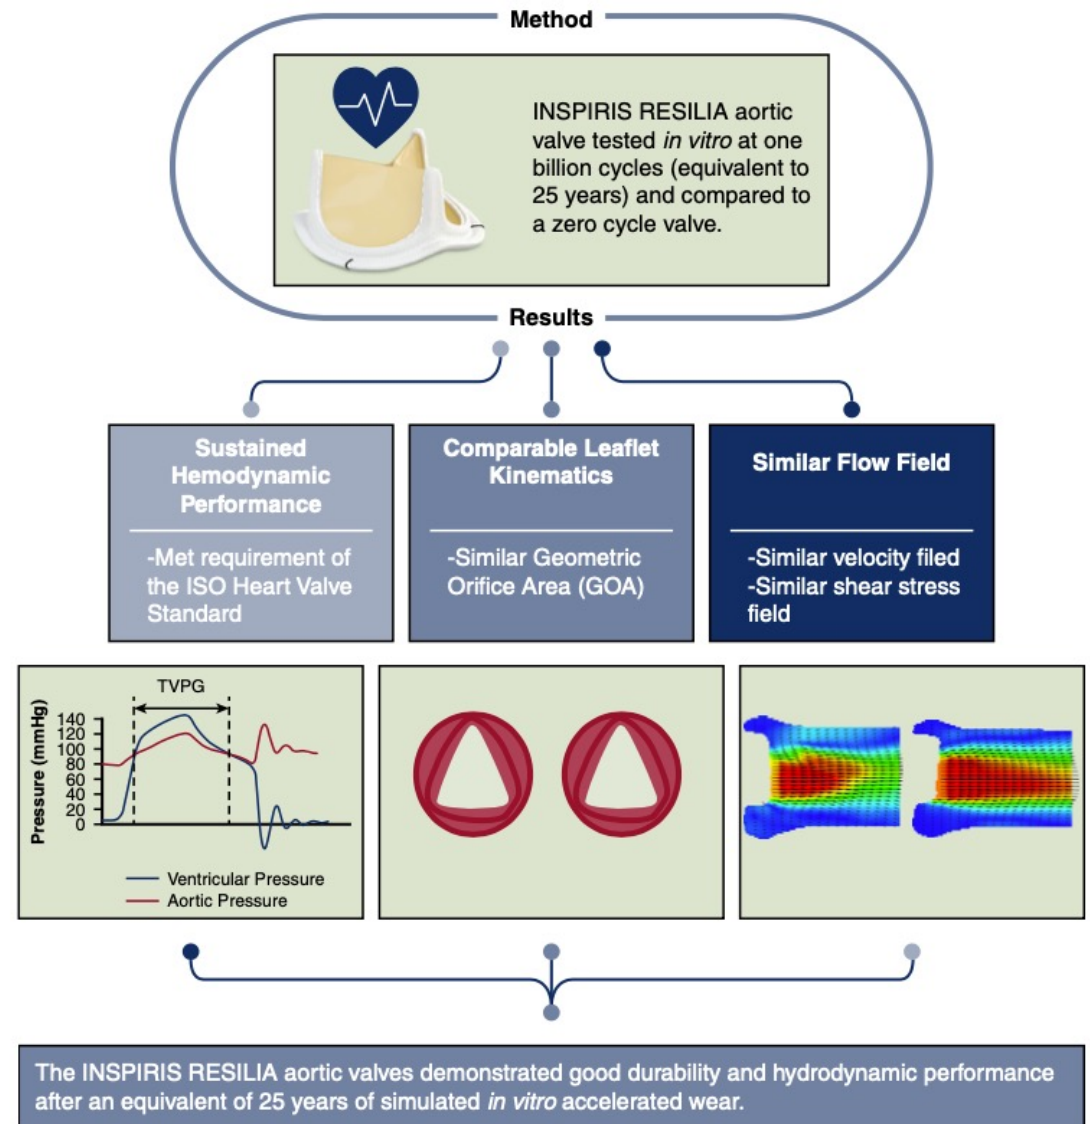 Method
INSPIRIS RESILIA aortic
valve tested in vitro at one
billion cycles (equivalent to
25 years) and compared to
a zero cycle valve.
Results
Sustained
Hemodynamic
Performance
-Met requirement of
the ISO Heart Valve
Standard
Comparable Leaflet
Kinematics
-Similar Geometric
Orifice Area (GOA)
Similar Flow Field
-Similar velocity filed
-Similar shear stress
field
TVPG
Pressure (mmHg)
140
120
100
80
60
40
20
0
Ventricular Pressure
Aortic Pressure
The INSPIRIS RESILIA aortic valves demonstrated good durability and hydrodynamic performance
after an equivalent of 25 years of simulated in vitro accelerated wear.